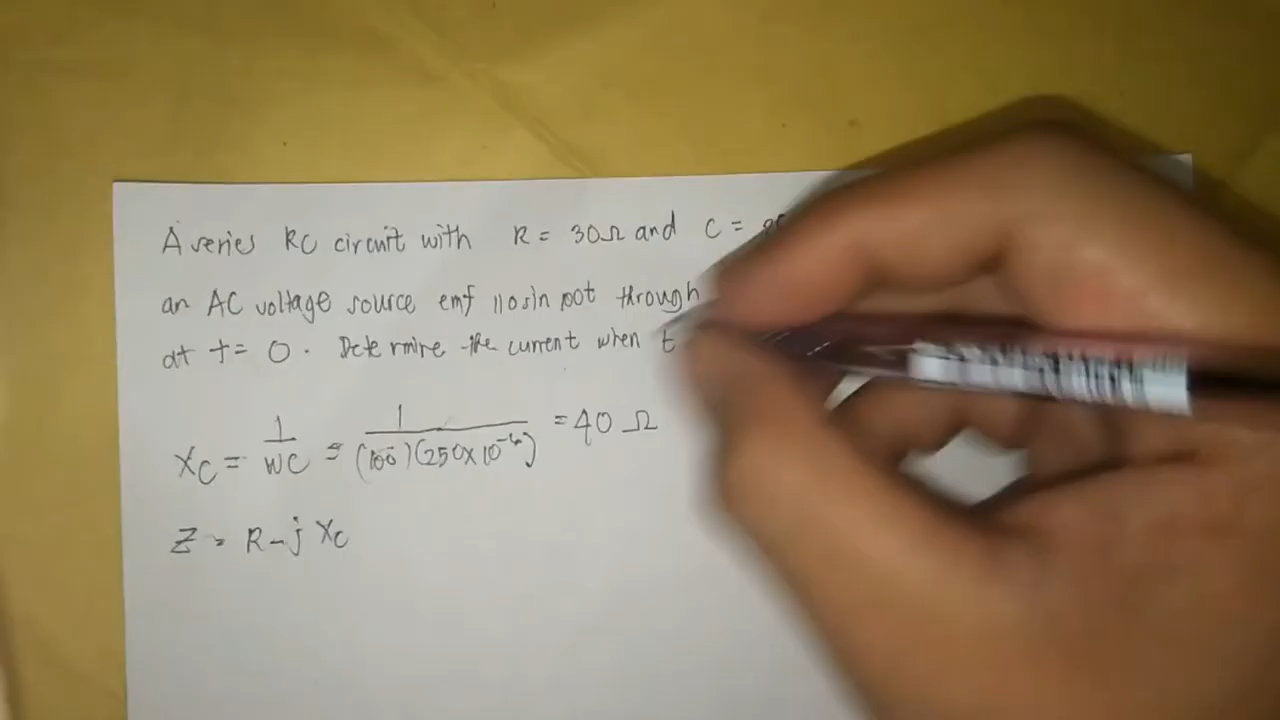 A series RC circuit with R = 30Ω and C =
an AC voltage source emf 110sin 100t through
at t = 0. Determine the current when t
Xc = 1/WC = 1/(100)(250x10^-6) = 40 Ω
Z = R-j Xc